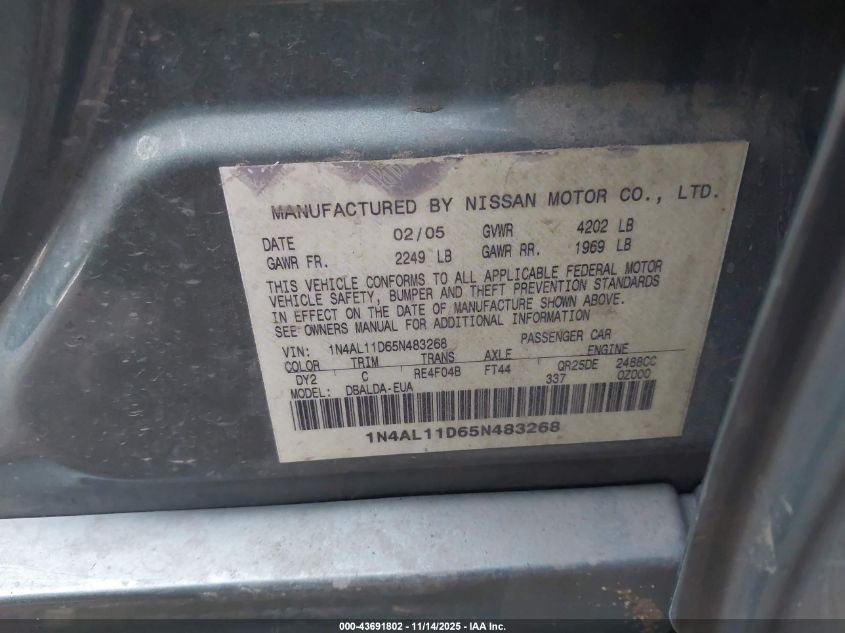 MANUFACTURED BY NISSAN MOTOR CO., LTD.
DATE 02/05 GVWR 4202 LB
GAWR FR. 2249 LB GAWR RR. 1969 LB
THIS VEHICLE CONFORMS TO ALL APPLICABLE FEDERAL MOTOR
VEHICLE SAFETY, BUMPER AND THEFT PREVENTION STANDARDS
IN EFFECT ON THE DATE OF MANUFACTURE SHOWN ABOVE.
SEE OWNERS MANUAL FOR ADDITIONAL INFORMATION
VIN: 1N4AL11D65N483268 PASSENGER CAR
COLOR TRIM TRANS AXLE ENGINE
DY2 C RE4F04B FT44 QR25DE 2488CC
MODEL: DBALDA-EUA 337 0Z000
1N4AL11D65N483268
000-43691802 - 11/14/2025 - IAA Inc.